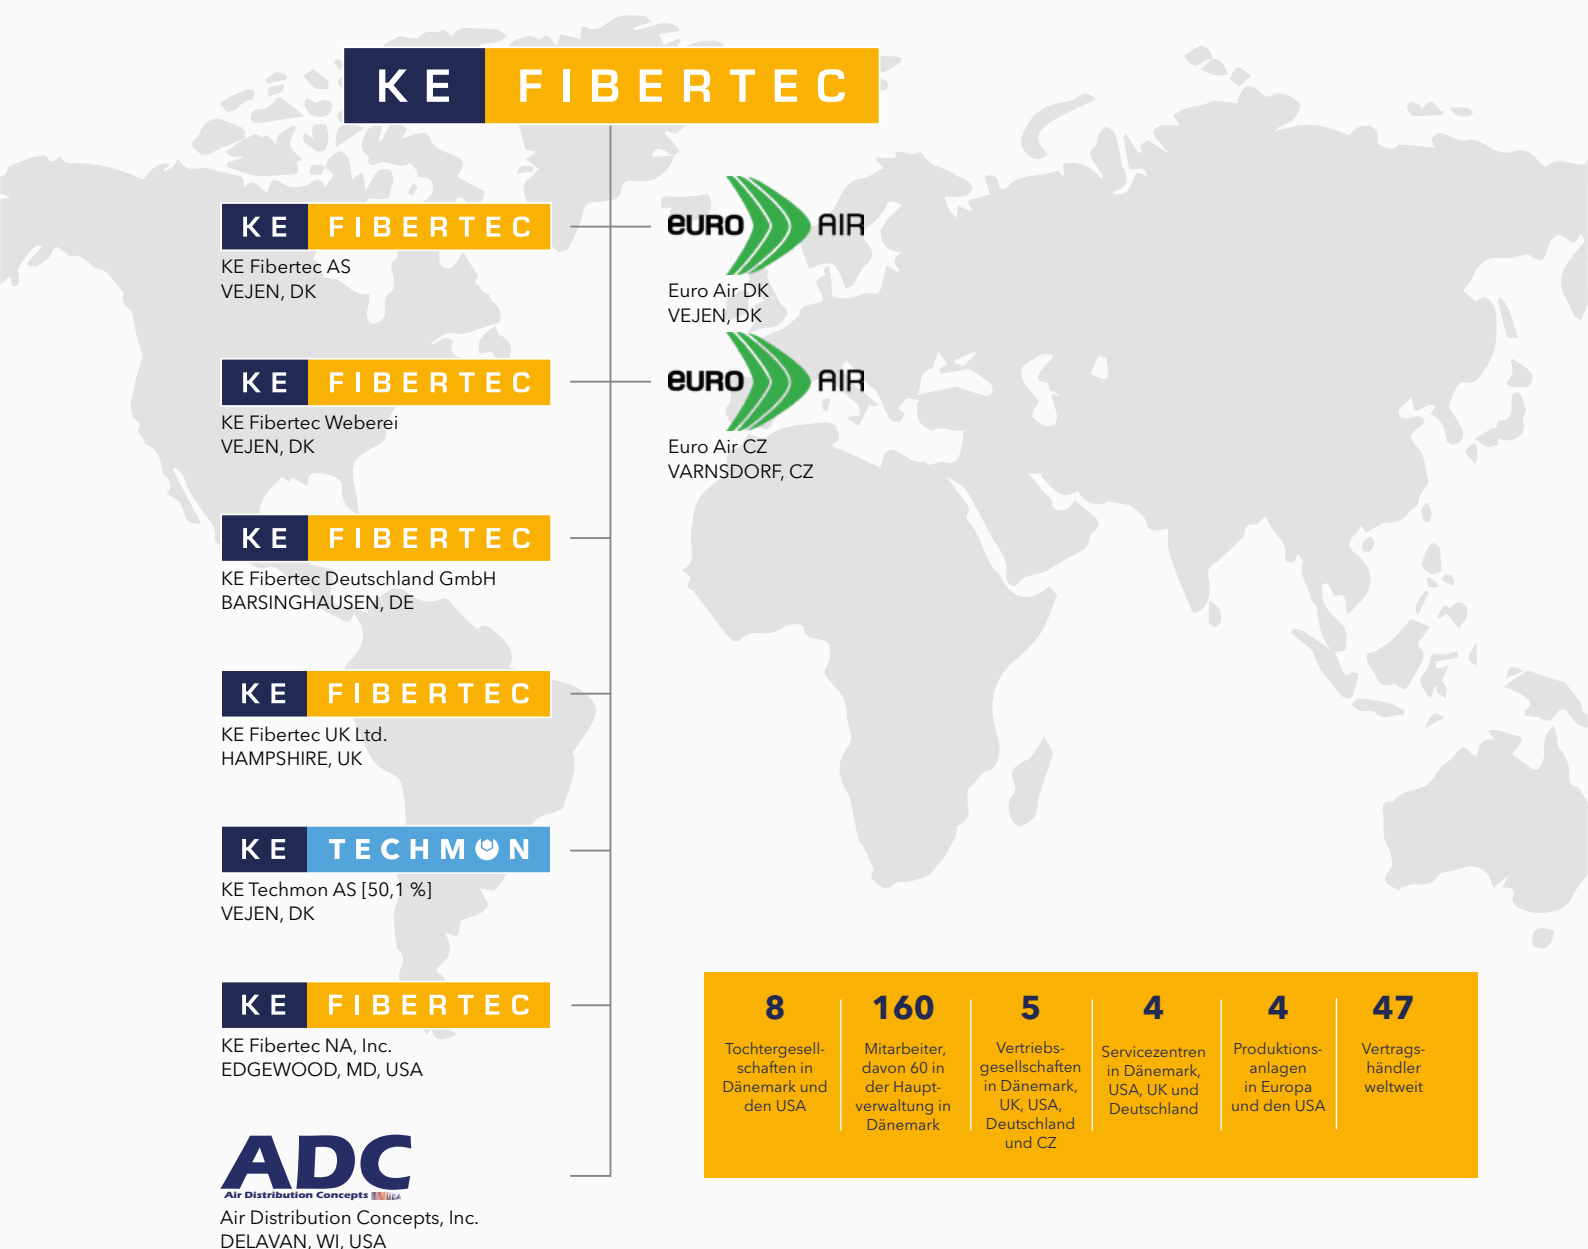 KE FIBERTEC
KE FIBERTEC
KE Fibertec AS
VEJEN, DK
EURO AIR
Euro Air DK
VEJEN, DK
KE FIBERTEC
KE Fibertec Weberei
VEJEN, DK
EURO AIR
Euro Air CZ
VARNSDORF, CZ
KE FIBERTEC
KE Fibertec Deutschland GmbH
BARSINGHAUSEN, DE
KE FIBERTEC
KE Fibertec UK Ltd.
HAMPSHIRE, UK
KE TECHMON
KE Techmon AS [50,1 %]
VEJEN, DK
KE FIBERTEC
KE Fibertec NA, Inc.
EDGEWOOD, MD, USA
ADC
Air Distribution Concepts
Air Distribution Concepts, Inc.
DELAVAN, WI, USA
8
Tochtergesell-
schaften in
Dänemark und
den USA
160
Mitarbeiter,
davon 60 in
der Haupt-
verwaltung in
Dänemark
5
Vertriebs-
gesellschaften
in Dänemark,
UK, USA,
Deutschland
und CZ
4
Servicezentren
in Dänemark,
USA, UK und
Deutschland
4
Produktions-
anlagen
in Europa
und den USA
47
Vertrags-
händler
weltweit